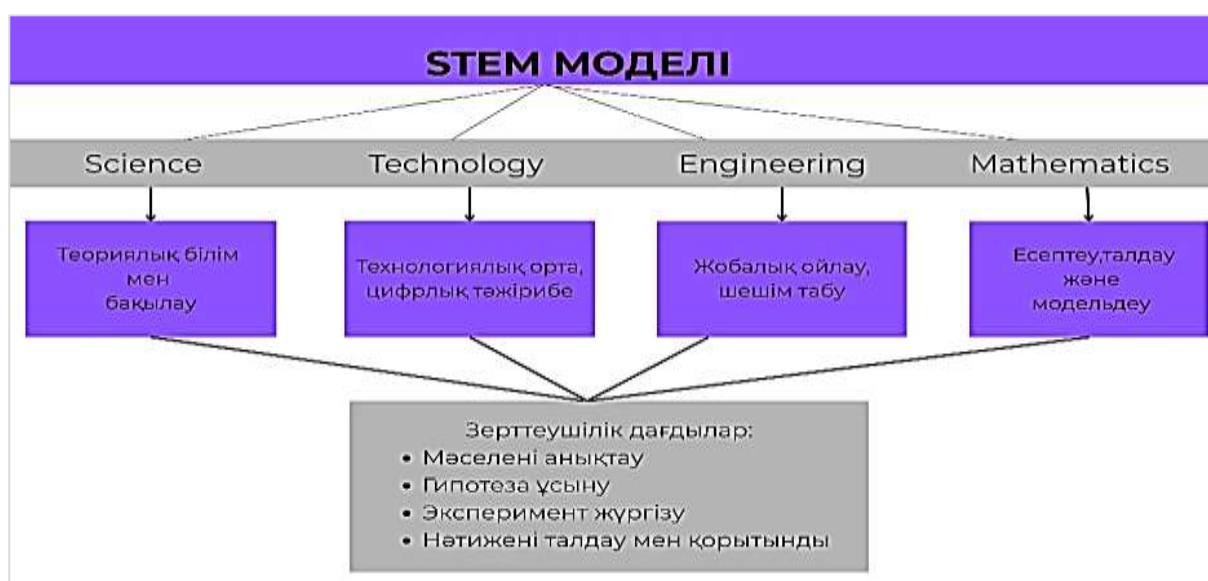 STEM МОДЕЛІ
Science
Technology
Engineering
Mathematics
Теориялық білім
мен
бақылау
Технологиялық орта,
цифрлық тәжірибе
Жобалық ойлау,
шешім табу
Есептеу,талдау
және
модельдеу
Зерттеушілік дағдылар:
• Мәселені анықтау
• Гипотеза ұсыну
• Эксперимент жүргізу
• Нәтижені талдау мен қорытынды